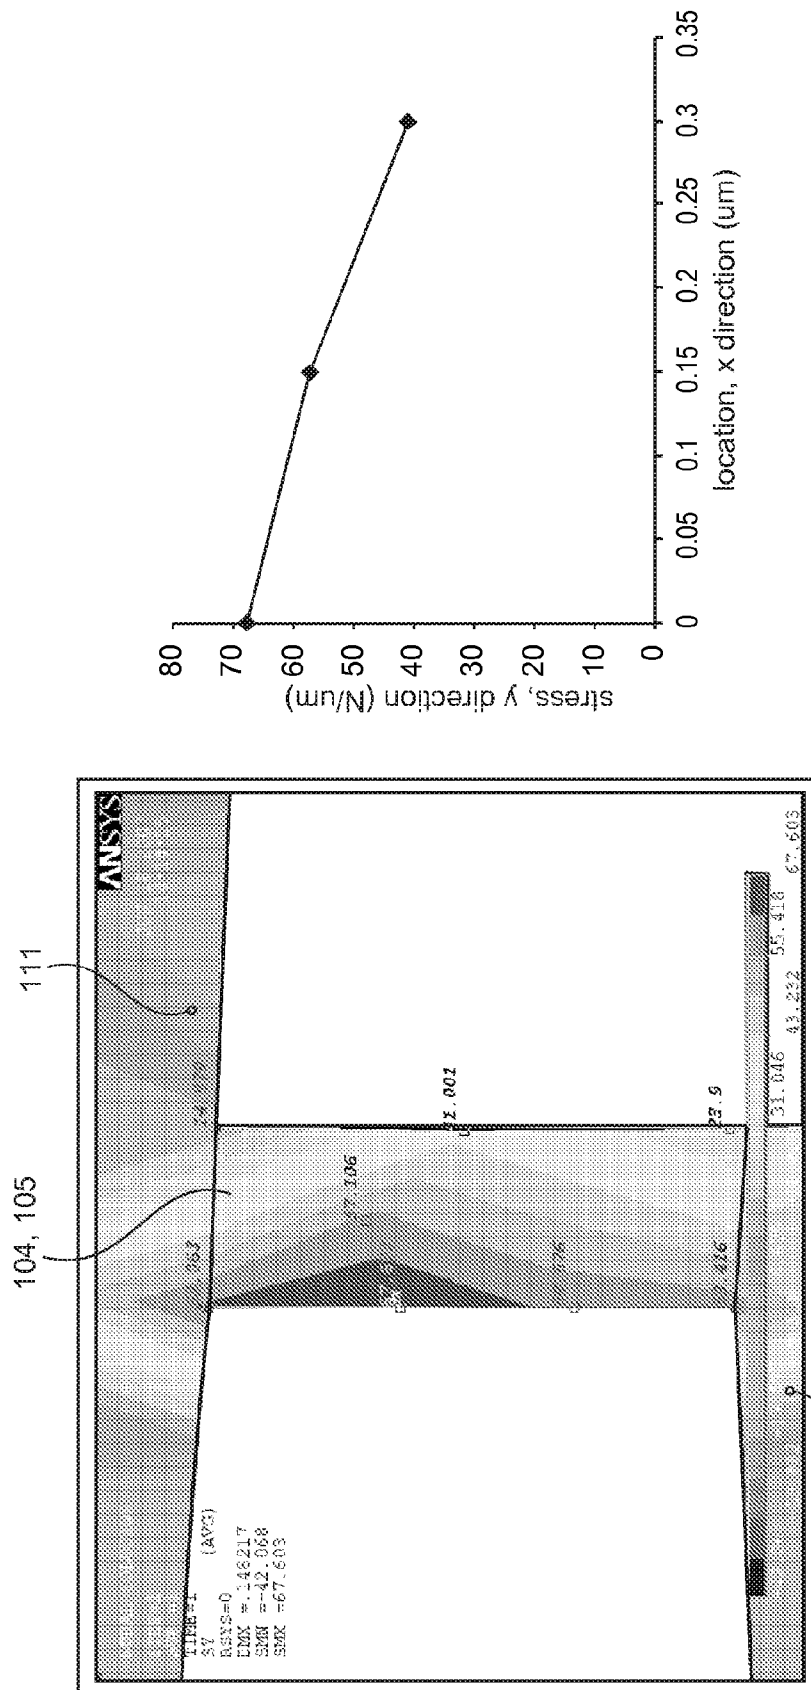 104, 105
111
ANSYS
TIME=1
SY (AVG)
RSYS=0
DMX =.148217
SMN =-42.068
SMX =67.603
41.001
23.9
31.046 43.232 55.418 67.603
stress, y direction (N/um)
80
70
60
50
40
30
20
10
0
0 0.05 0.1 0.15 0.2 0.25 0.3 0.35
location, x direction (um)